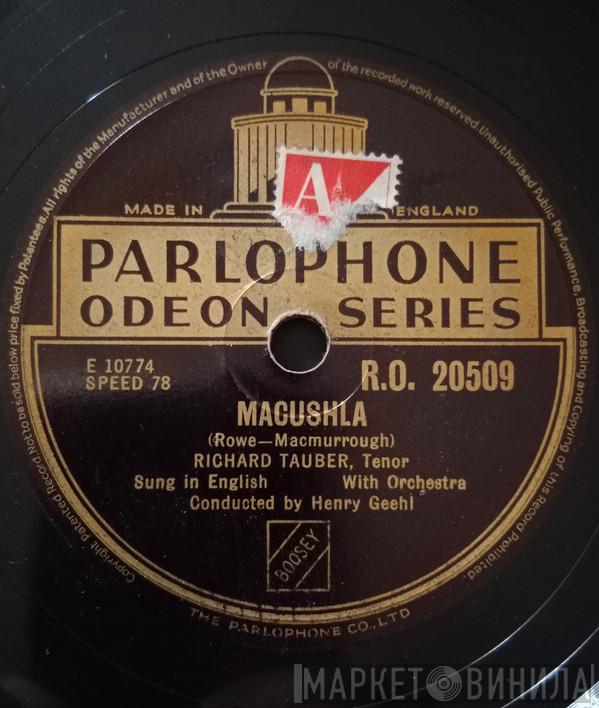 Copyright Patented Record Not to be sold below price fixed by Patentees. All rights of the Manufacturer and of the Owner of the recorded work reserved. Unauthorised Public Performance, Broadcasting and Copying of this Record Prohibited
A
MADE IN ENGLAND
PARLOPHONE
ODEON SERIES
E 10774
SPEED 78
R.O. 20509
MACUSHLA
(Rowe—Macmurrough)
RICHARD TAUBER, Tenor
Sung in English With Orchestra
Conducted by Henry Geehl
BOOSEY
THE PARLOPHONE CO., LTD
МАРКЕТ ВИНИЛА